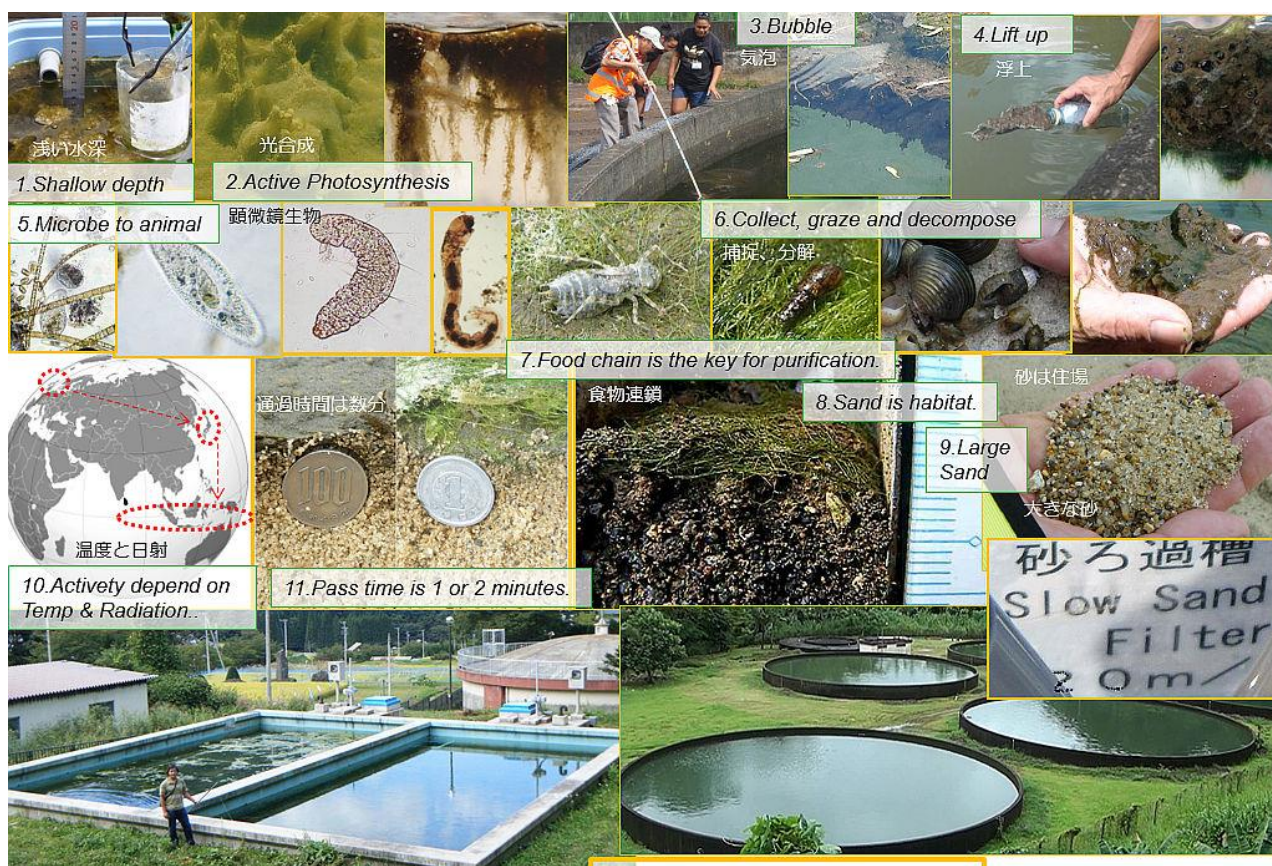 浅い水深
1.Shallow depth
光合成
2.Active Photosynthesis
3.Bubble
気泡
4.Lift up
浮上
5.Microbe to animal
顕微鏡生物
6.Collect, graze and decompose
捕捉、分解
7.Food chain is the key for purification.
食物連鎖
8.Sand is habitat.
砂は住場
9.Large
Sand
大きな砂
温度と日射
10.Activety depend on
Temp & Radiation..
通過時間は数分
100
1
11.Pass time is 1 or 2 minutes.
砂ろ過槽
Slow Sand
Filter